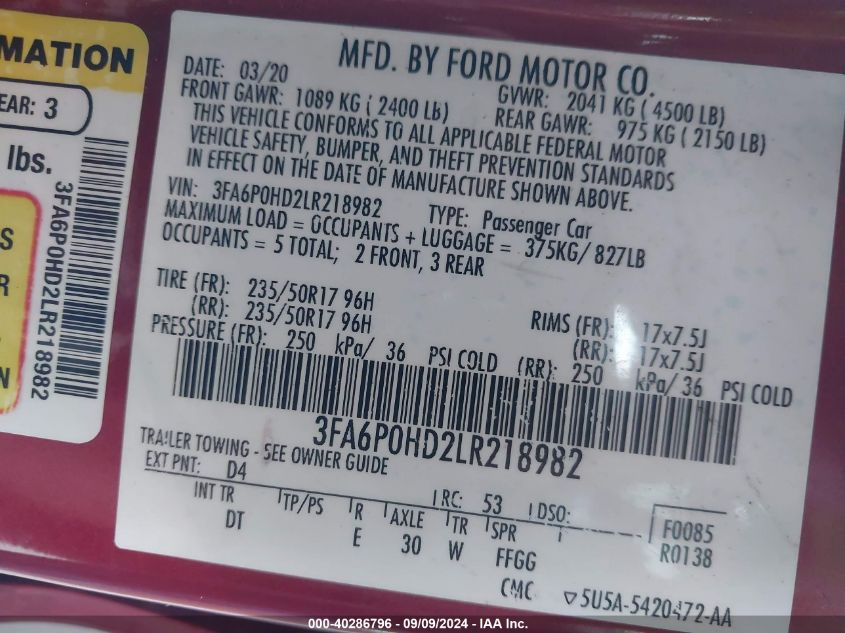 MATION
EAR: 3
lbs.
3FA6P0HD2LR218982
S
R
N
MFD. BY FORD MOTOR CO.
DATE: 03/20
GVWR: 2041 KG ( 4500 LB)
FRONT GAWR: 1089 KG ( 2400 LB)
REAR GAWR: 975 KG ( 2150 LB)
THIS VEHICLE CONFORMS TO ALL APPLICABLE FEDERAL MOTOR
VEHICLE SAFETY, BUMPER, AND THEFT PREVENTION STANDARDS
IN EFFECT ON THE DATE OF MANUFACTURE SHOWN ABOVE.
VIN: 3FA6P0HD2LR218982
TYPE: Passenger Car
MAXIMUM LOAD = OCCUPANTS + LUGGAGE = 375KG/ 827LB
OCCUPANTS = 5 TOTAL; 2 FRONT, 3 REAR
TIRE (FR): 235/50R17 96H
RIMS (FR): 17x7.5J
(RR): 235/50R17 96H
(RR): 17x7.5J
PRESSURE (FR): 250 kPa/ 36 PSI COLD (RR): 250 kPa/ 36 PSI COLD
3FA6P0HD2LR218982
TRAILER TOWING - SEE OWNER GUIDE
EXT PNT: D4
RC: 53 DSO:
F0085
INT TR TP/PS R AXLE TR SPR
R0138
DT E 30 W FFGG
CMC
5U5A-5420472-AA
000-40286796 - 09/09/2024 - IAA Inc.